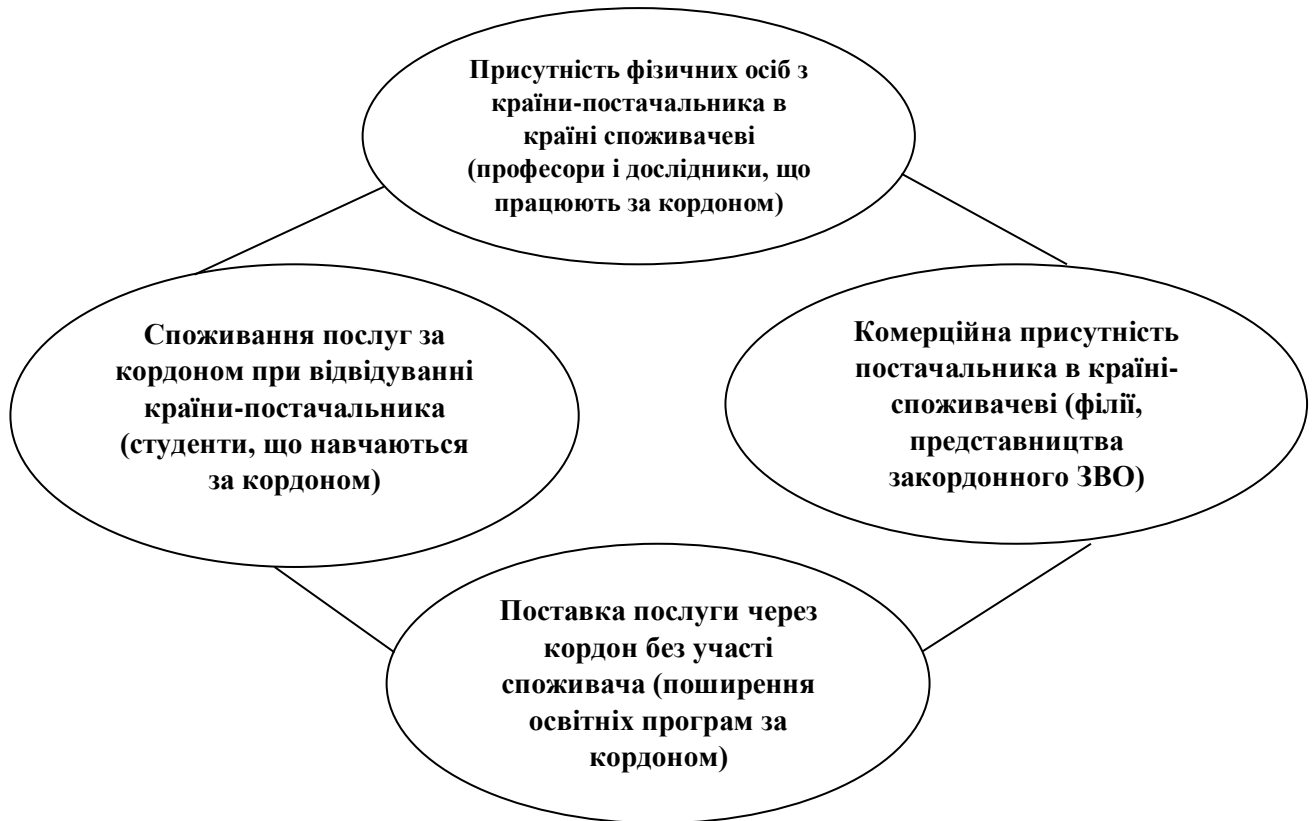 Присутність фізичних осіб з
країни-постачальника в
країні споживачеві
(професори і дослідники, що
працюють за кордоном)
Споживання послуг за
кордоном при відвідуванні
країни-постачальника
(студенти, що навчаються
за кордоном)
Комерційна присутність
постачальника в країні-
споживачеві (філії,
представництва
закордонного ЗВО)
Поставка послуги через
кордон без участі
споживача (поширення
освітніх програм за
кордоном)